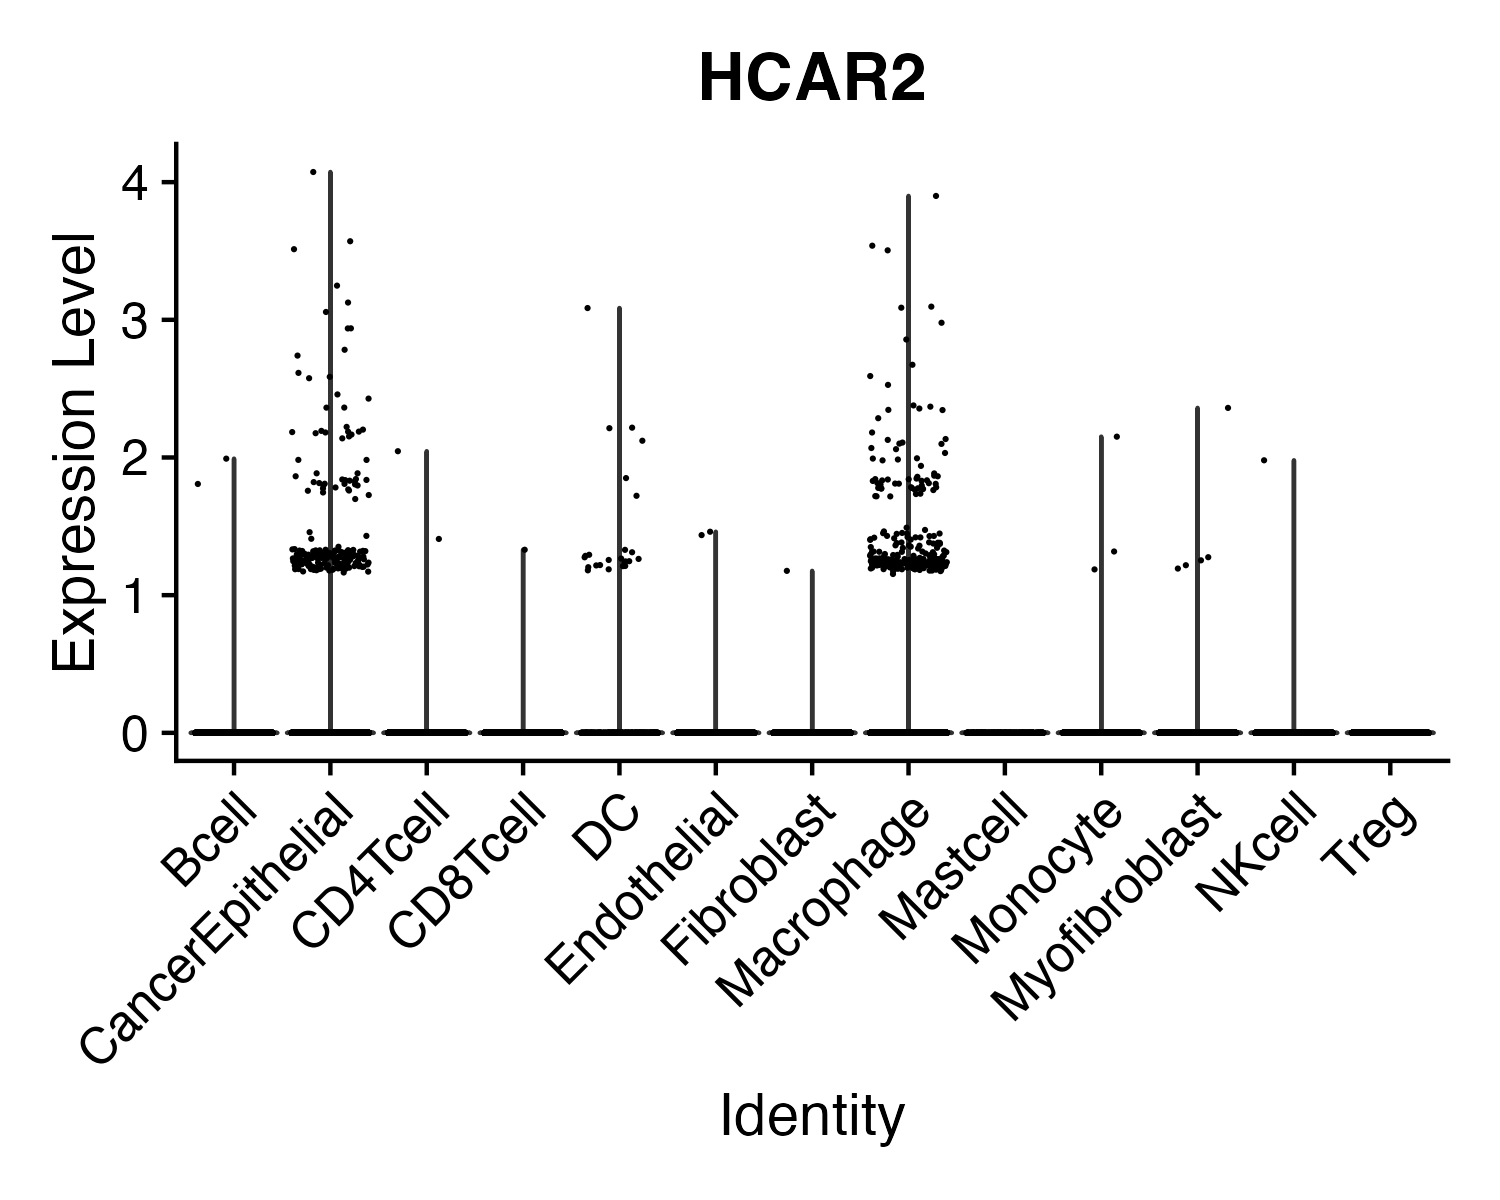 HCAR2
Expression Level
4
3
2
1
0
Bcell
CancerEpithelial
CD4Tcell
CD8Tcell
DC
Endothelial
Fibroblast
Macrophage
Mastcell
Monocyte
Myofibroblast
NKcell
Treg
Identity